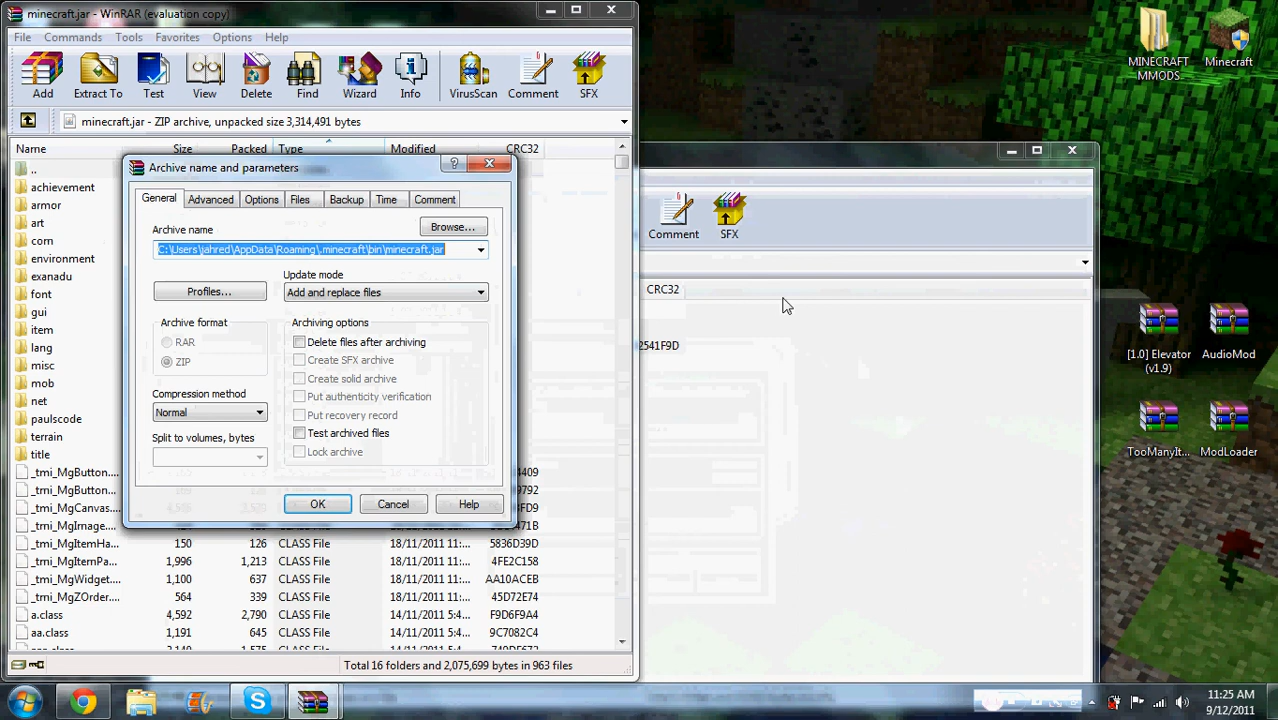 minecraft.jar - WinRAR (evaluation copy)
File Commands Tools Favorites Options Help
Add Extract To Test View Delete Find Wizard Info VirusScan Comment SFX
minecraft.jar - ZIP archive, unpacked size 3,314,491 bytes
Name Size Packed Type Modified CRC32
..
achievement
armor
art
com
environment
exanadu
font
gui
item
lang
misc
mob
net
paulscode
terrain
title
_tmi_MgButton....
_tmi_MgButton...
_tmi_MgCanvas....
_tmi_MgImage....
_tmi_MgItemHa... 150 126 CLASS File 18/11/2011 11:... 5836D39D
_tmi_MgItemPa... 1,996 1,213 CLASS File 18/11/2011 11:... 4FE2C158
_tmi_MgWidget.... 1,100 637 CLASS File 18/11/2011 11:... AA10ACEB
_tmi_MgZOrder.... 564 339 CLASS File 18/11/2011 11:... 45D72E74
a.class 4,592 2,790 CLASS File 14/11/2011 5:4... F9D6F9A4
aa.class 1,191 645 CLASS File 14/11/2011 5:4... 9C7082C4
Total 16 folders and 2,075,699 bytes in 963 files
Archive name and parameters
General Advanced Options Files Backup Time Comment
Archive name
Browse...
C:\Users\jahred\AppData\Roaming\.minecraft\bin\minecraft.jar
Profiles...
Update mode
Add and replace files
Archive format
RAR
ZIP
Compression method
Normal
Split to volumes, bytes
Archiving options
Delete files after archiving
Create SFX archive
Create solid archive
Put authenticity verification
Put recovery record
Test archived files
Lock archive
OK Cancel Help
Comment SFX
CRC32
2541F9D
MINECRAFT
MMODS
Minecraft
[1.0] Elevator
(v1.9)
AudioMod
TooManyIt...
ModLoader
11:25 AM
9/12/2011